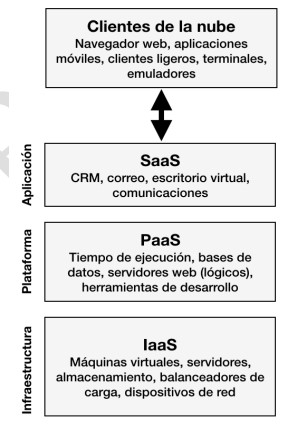 Clientes de la nube
Navegador web, aplicaciones
móviles, clientes ligeros, terminales,
emuladores
Aplicación
SaaS
CRM, correo, escritorio virtual,
comunicaciones
Plataforma
PaaS
Tiempo de ejecución, bases de
datos, servidores web (lógicos),
herramientas de desarrollo
Infraestructura
IaaS
Máquinas virtuales, servidores,
almacenamiento, balanceadores de
carga, dispositivos de red